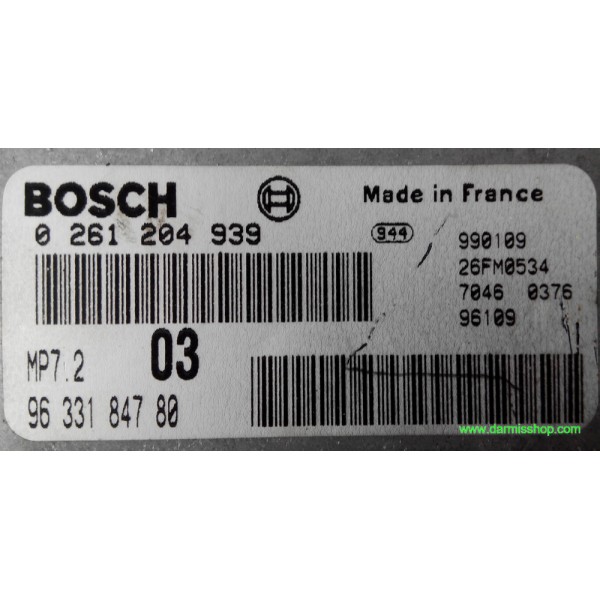 BOSCH
Made in France
0 261 204 939
944
990109
26FM0534
7046 0376
96109
MP7.2
03
96 331 847 80
www.darmisshop.com